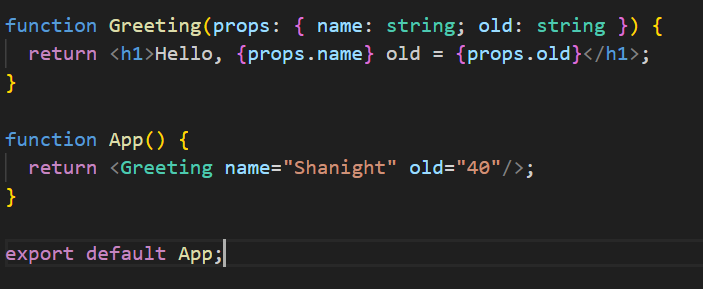 function Greeting(props: { name: string; old: string }) {
  return <h1>Hello, {props.name} old = {props.old}</h1>;
}

function App() {
  return <Greeting name="Shanight" old="40"/>;
}

export default App;